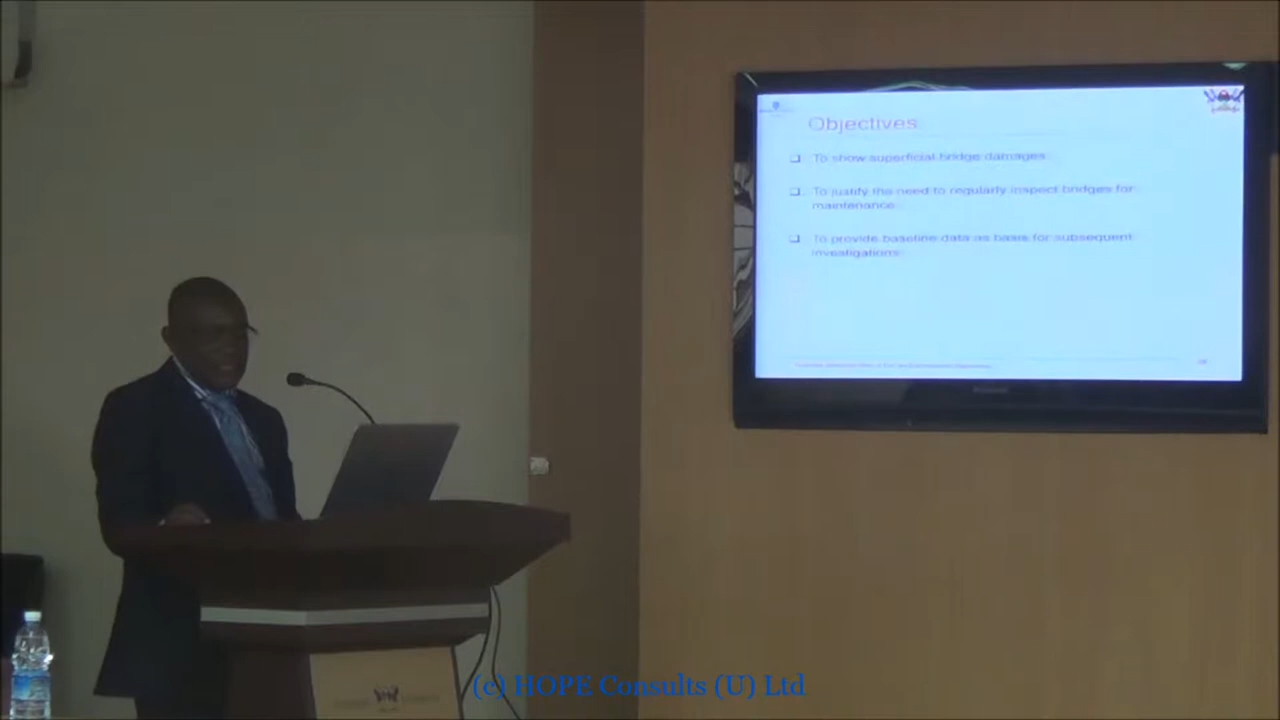 Objectives
❑ To show superficial bridge damages.
❑ To justify the need to regularly inspect bridges for
maintenance.
❑ To provide baseline data as basis for subsequent
investigations.
(c) HOPE Consults (U) Ltd